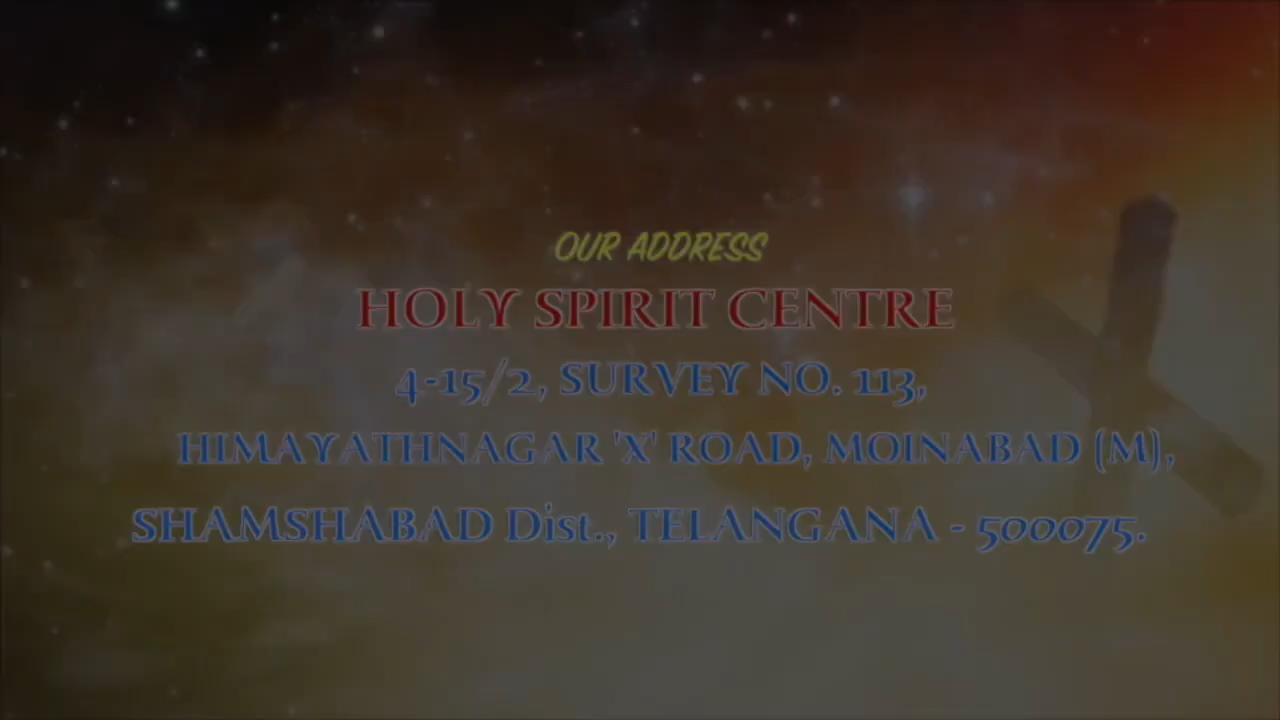 OUR ADDRESS
HOLY SPIRIT CENTRE
4-15/2, SURVEY NO. 113,
HIMAYATHNAGAR 'X' ROAD, MOINABAD (M),
SHAMSHABAD Dist., TELANGANA - 500075.